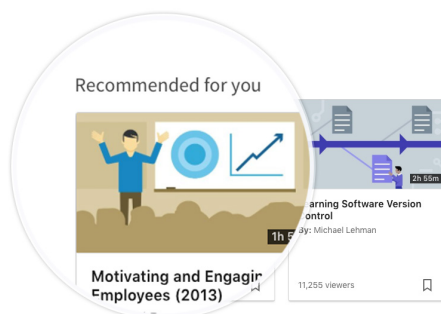 Recommended for you
1h 5
Motivating and Engagin
Employees (2013)
2h 55m
arning Software Version
ontrol
By: Michael Lehman
11,255 viewers